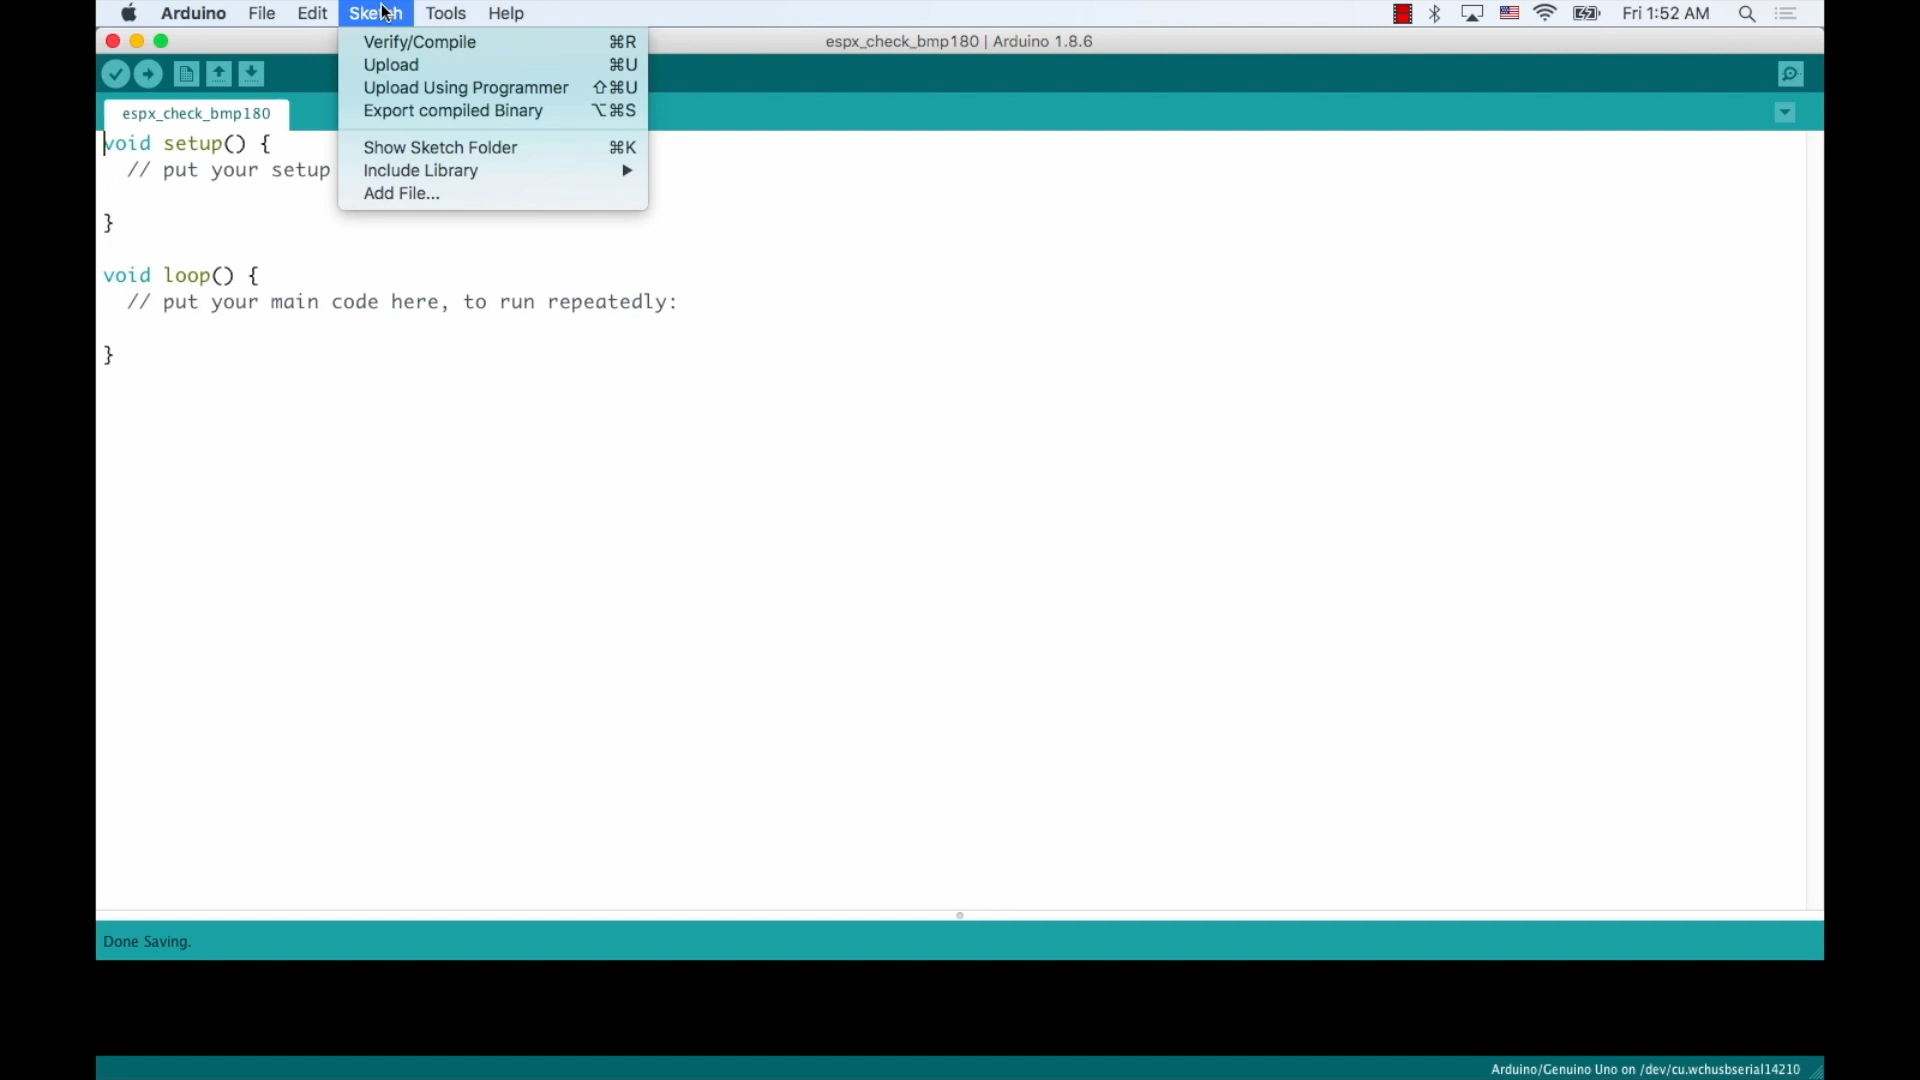 Arduino File Edit Sketch Tools Help Fri 1:52 AM
espx_check_bmp180 | Arduino 1.8.6
Verify/Compile ⌘R
Upload ⌘U
Upload Using Programmer ⇧⌘U
Export compiled Binary ⌥⌘S
Show Sketch Folder ⌘K
Include Library ▶
Add File...
espx_check_bmp180
void setup() {
// put your setup
}
void loop() {
// put your main code here, to run repeatedly:
}
Done Saving.
Arduino/Genuino Uno on /dev/cu.wchusbserial14210